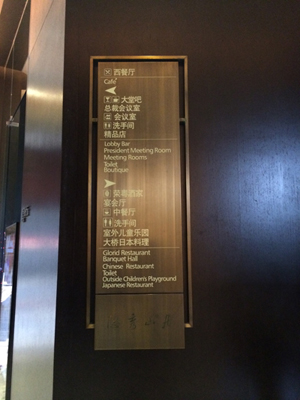 西餐厅
Cafe
大堂吧
总裁会议室
会议室
洗手间
精品店
Lobby Bar
President Meeting Room
Meeting Rooms
Toilet
Boutique
宴会厅
中餐厅
洗手间
室外儿童乐园
大桥日本料理
Glorid Restaurant
Banquet Hall
Chinese Restaurant
Toilet
Outside Children's Playground
Japanese Restaurant